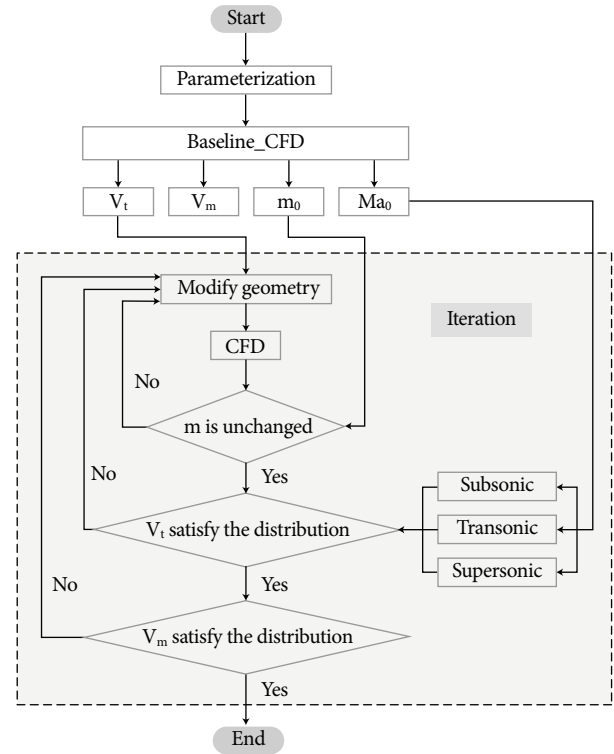 Start
Parameterization
Baseline_CFD
Vₜ
Vₘ
m₀
Ma₀
Modify geometry
Iteration
CFD
No
m is unchanged
Yes
No
Subsonic
Vₜ satisfy the distribution
Transonic
Supersonic
No
Yes
Vₘ satisfy the distribution
Yes
End